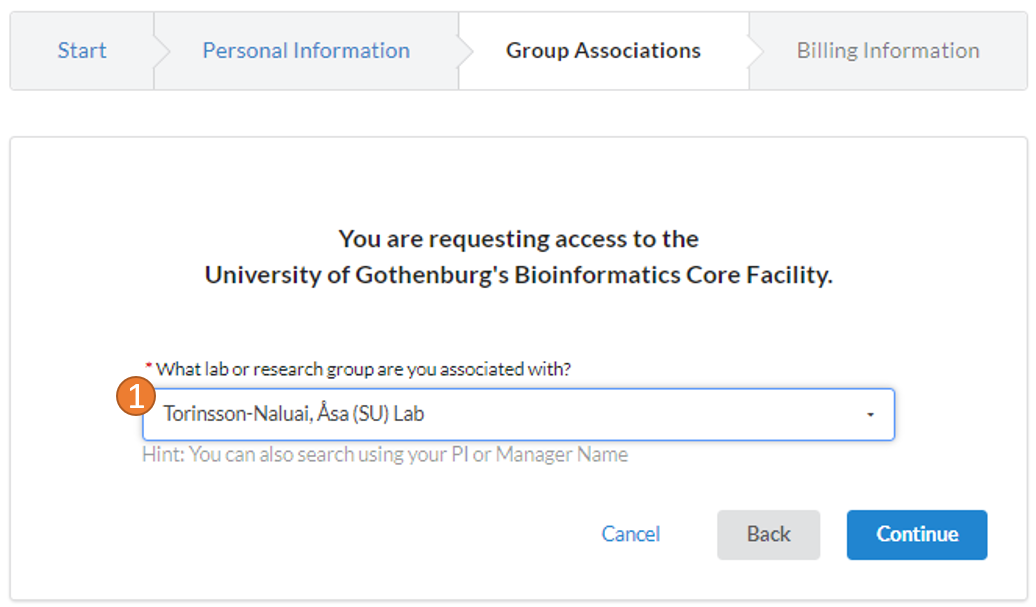 Start
Personal Information
Group Associations
Billing Information
You are requesting access to the
University of Gothenburg's Bioinformatics Core Facility.
* What lab or research group are you associated with?
1
Torinsson-Naluai, Åsa (SU) Lab
Hint: You can also search using your PI or Manager Name
Cancel
Back
Continue